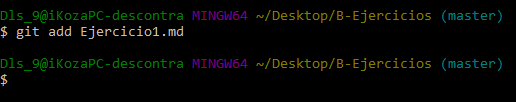 Dls_9@iKozaPC-descontra MINGW64 ~/Desktop/B-Ejercicios (master)
$ git add Ejercicio1.md
Dls_9@iKozaPC-descontra MINGW64 ~/Desktop/B-Ejercicios (master)
$